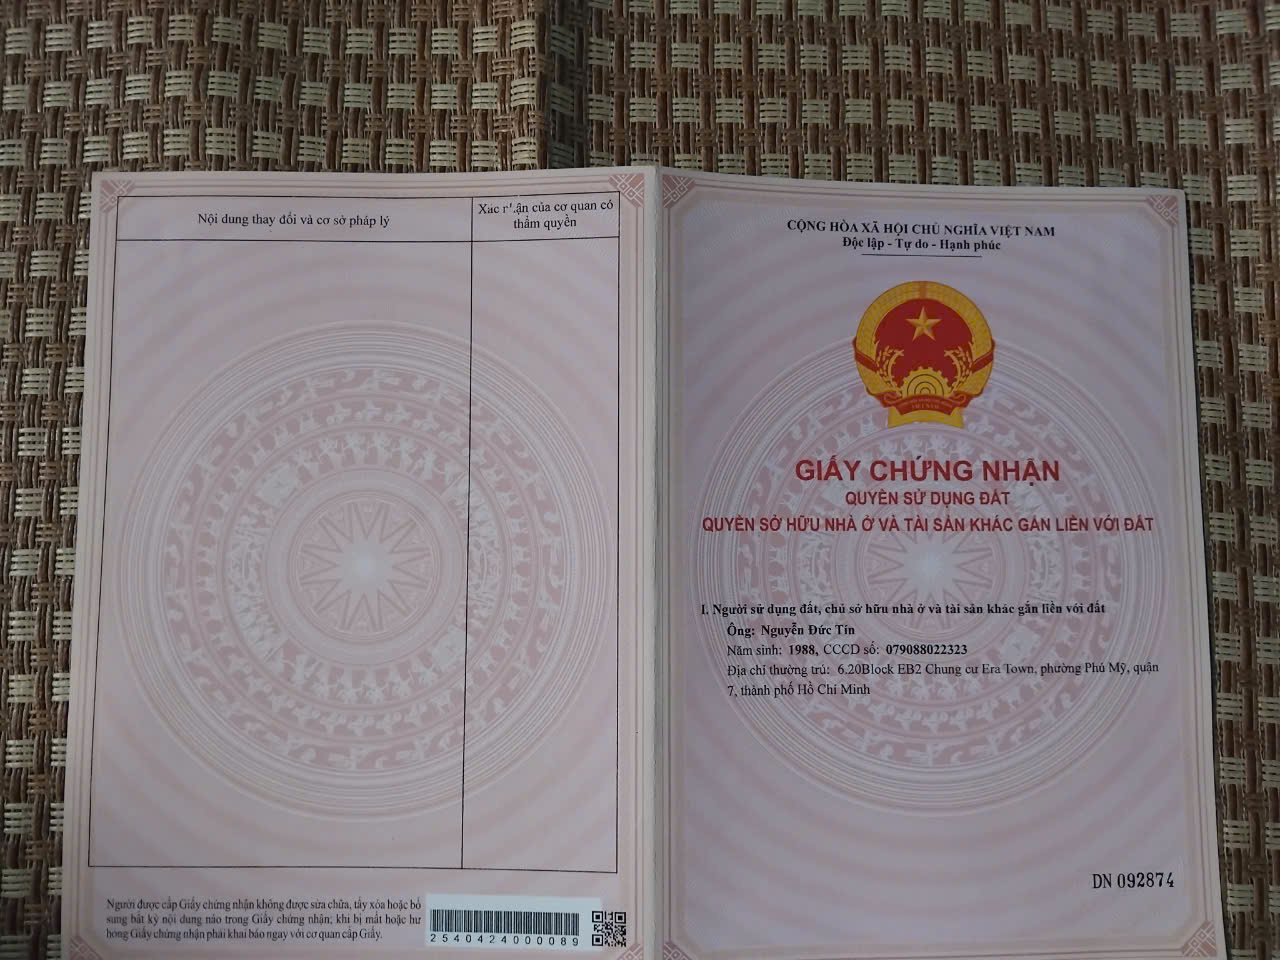 Nội dung thay đổi và cơ sở pháp lý
Xác nhận của cơ quan có
thẩm quyền
Người được cấp Giấy chứng nhận không được sửa chữa, tẩy xóa hoặc bổ
sung bất kỳ nội dung nào trong Giấy chứng nhận; khi bị mất hoặc hư
hỏng Giấy chứng nhận phải khai báo ngay với cơ quan cấp Giấy.
2540424000089
CỘNG HÒA XÃ HỘI CHỦ NGHĨA VIỆT NAM
Độc lập - Tự do - Hạnh phúc
VIỆT NAM
GIẤY CHỨNG NHẬN
QUYỀN SỬ DỤNG ĐẤT
QUYỀN SỞ HỮU NHÀ Ở VÀ TÀI SẢN KHÁC GẮN LIỀN VỚI ĐẤT
I. Người sử dụng đất, chủ sở hữu nhà ở và tài sản khác gắn liền với đất
Ông: Nguyễn Đức Tín
Năm sinh: 1988, CCCD số: 079088022323
Địa chỉ thường trú: 6.20Block EB2 Chung cư Era Town, phường Phú Mỹ, quận
7, thành phố Hồ Chí Minh
DN 092874